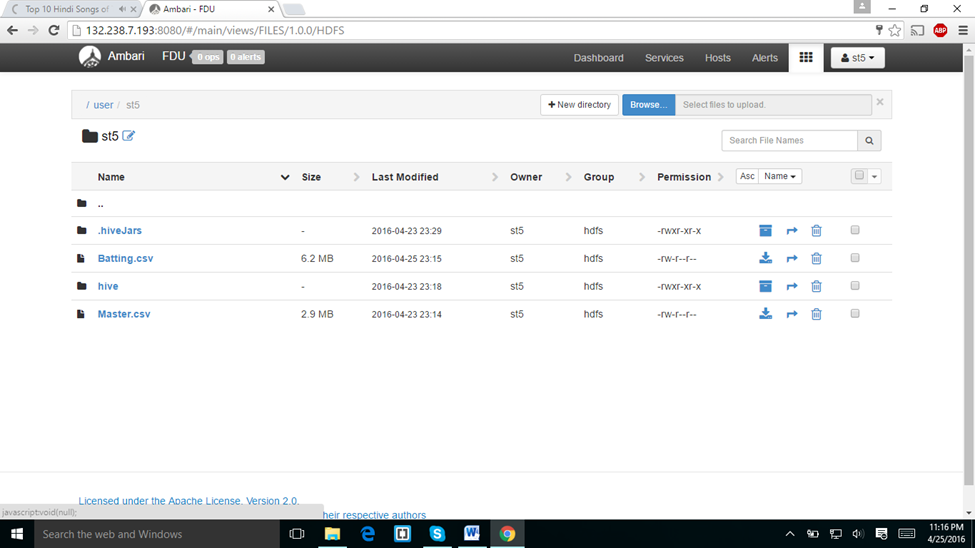 Top 10 Hindi Songs of
Ambari - FDU
132.238.7.193:8080/#/main/views/FILES/1.0.0/HDFS
ABP
Ambari FDU 0 ops 0 alerts Dashboard Services Hosts Alerts st5
/ user / st5 New directory Browse... Select files to upload.
st5 Search File Names
Name Size Last Modified Owner Group Permission Asc Name
..
.hiveJars - 2016-04-23 23:29 st5 hdfs -rwxr-xr-x
Batting.csv 6.2 MB 2016-04-25 23:15 st5 hdfs -rw-r--r--
hive - 2016-04-23 23:18 st5 hdfs -rwxr-xr-x
Master.csv 2.9 MB 2016-04-23 23:14 st5 hdfs -rw-r--r--
Licensed under the Apache License, Version 2.0.
javascript:void(null);
their respective authors
Search the web and Windows
11:16 PM
4/25/2016